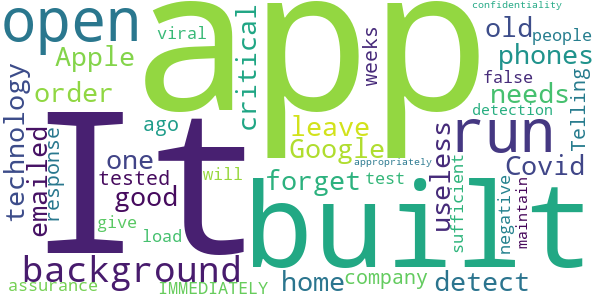 confidentiality
open
app
viral
Apple
critical
weeks
old
people
phones
false
order
needs
technology
ago
leave
Google
run
detection
Telling
emailed
response
one
tested
good
It
will
appropriately
forget
test
useless
Covid
sufficient
negative
maintain
give
load
built
background
assurance
IMMEDIATELY
home
company
detect